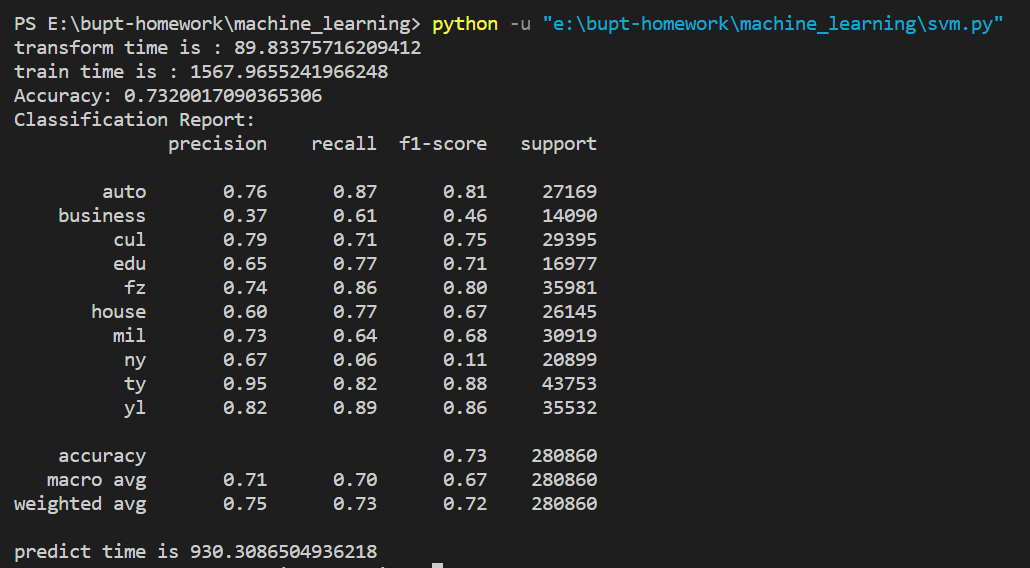 PS E:\bupt-homework\machine_learning> python -u "e:\bupt-homework\machine_learning\svm.py"
transform time is : 89.83375716209412
train time is : 1567.9655241966248
Accuracy: 0.7320017090365306
Classification Report:
              precision    recall  f1-score   support

        auto       0.76      0.87      0.81     27169
    business       0.37      0.61      0.46     14090
         cul       0.79      0.71      0.75     29395
         edu       0.65      0.77      0.71     16977
          fz       0.74      0.86      0.80     35981
       house       0.60      0.77      0.67     26145
         mil       0.73      0.64      0.68     30919
          ny       0.67      0.06      0.11     20899
          ty       0.95      0.82      0.88     43753
          yl       0.82      0.89      0.86     35532

    accuracy                           0.73    280860
   macro avg       0.71      0.70      0.67    280860
weighted avg       0.75      0.73      0.72    280860

predict time is 930.3086504936218